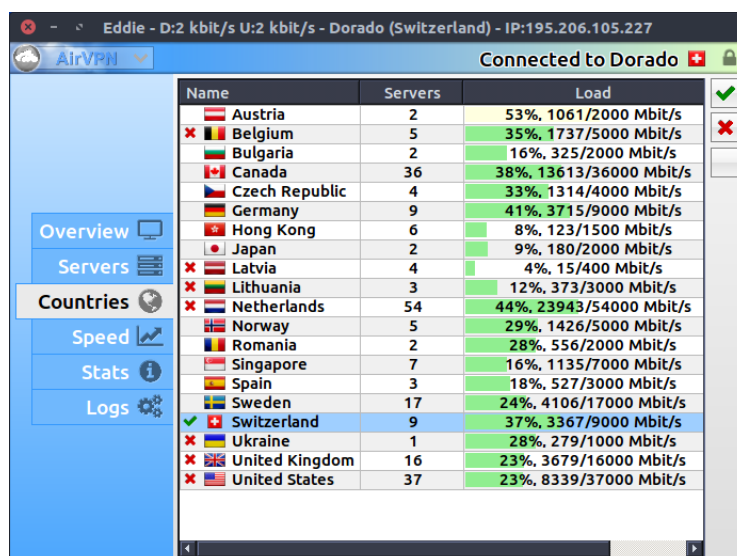 Eddie - D:2 kbit/s U:2 kbit/s - Dorado (Switzerland) - IP:195.206.105.227
AirVPN
Connected to Dorado
Name Servers Load
Austria 2 53%, 1061/2000 Mbit/s
Belgium 5 35%, 1737/5000 Mbit/s
Bulgaria 2 16%, 325/2000 Mbit/s
Canada 36 38%, 13613/36000 Mbit/s
Czech Republic 4 33%, 1314/4000 Mbit/s
Germany 9 41%, 3715/9000 Mbit/s
Hong Kong 6 8%, 123/1500 Mbit/s
Japan 2 9%, 180/2000 Mbit/s
Latvia 4 4%, 15/400 Mbit/s
Lithuania 3 12%, 373/3000 Mbit/s
Netherlands 54 44%, 23943/54000 Mbit/s
Norway 5 29%, 1426/5000 Mbit/s
Romania 2 28%, 556/2000 Mbit/s
Singapore 7 16%, 1135/7000 Mbit/s
Spain 3 18%, 527/3000 Mbit/s
Sweden 17 24%, 4106/17000 Mbit/s
Switzerland 9 37%, 3367/9000 Mbit/s
Ukraine 1 28%, 279/1000 Mbit/s
United Kingdom 16 23%, 3679/16000 Mbit/s
United States 37 23%, 8339/37000 Mbit/s
Overview
Servers
Countries
Speed
Stats
Logs